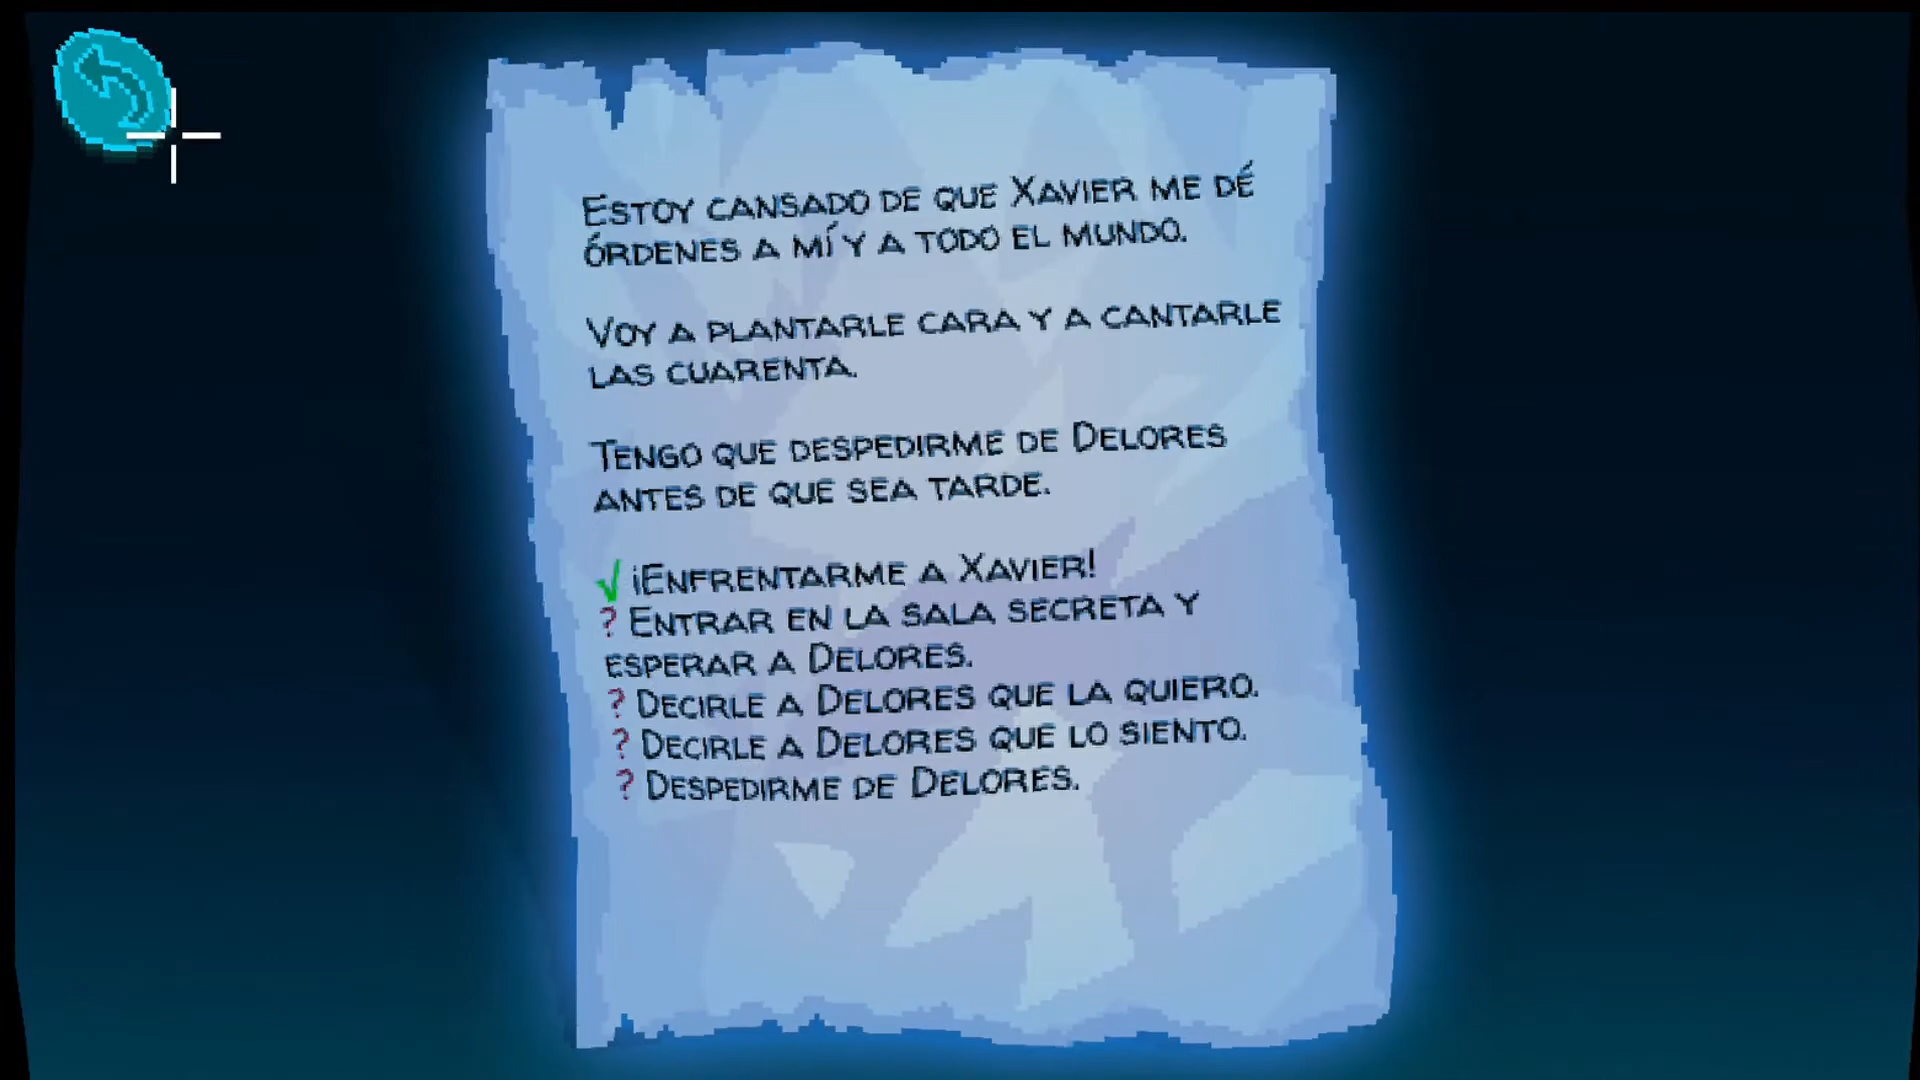 Estoy cansado de que Xavier me dé
órdenes a mí y a todo el mundo.
Voy a plantarle cara y a cantarle
las cuarenta.
Tengo que despedirme de Delores
antes de que sea tarde.
√ ¡Enfrentarme a Xavier!
? Entrar en la sala secreta y
esperar a Delores.
? Decirle a Delores que la quiero.
? Decirle a Delores que lo siento.
? Despedirme de Delores.